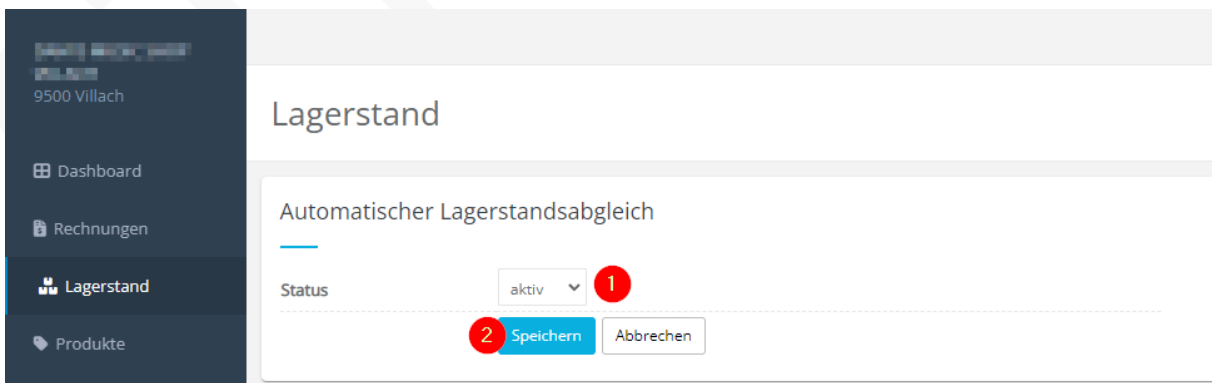 9500 Villach
Dashboard
Rechnungen
Lagerstand
Produkte
Lagerstand
Automatischer Lagerstandsabgleich
Status aktiv 1
2 Speichern Abbrechen